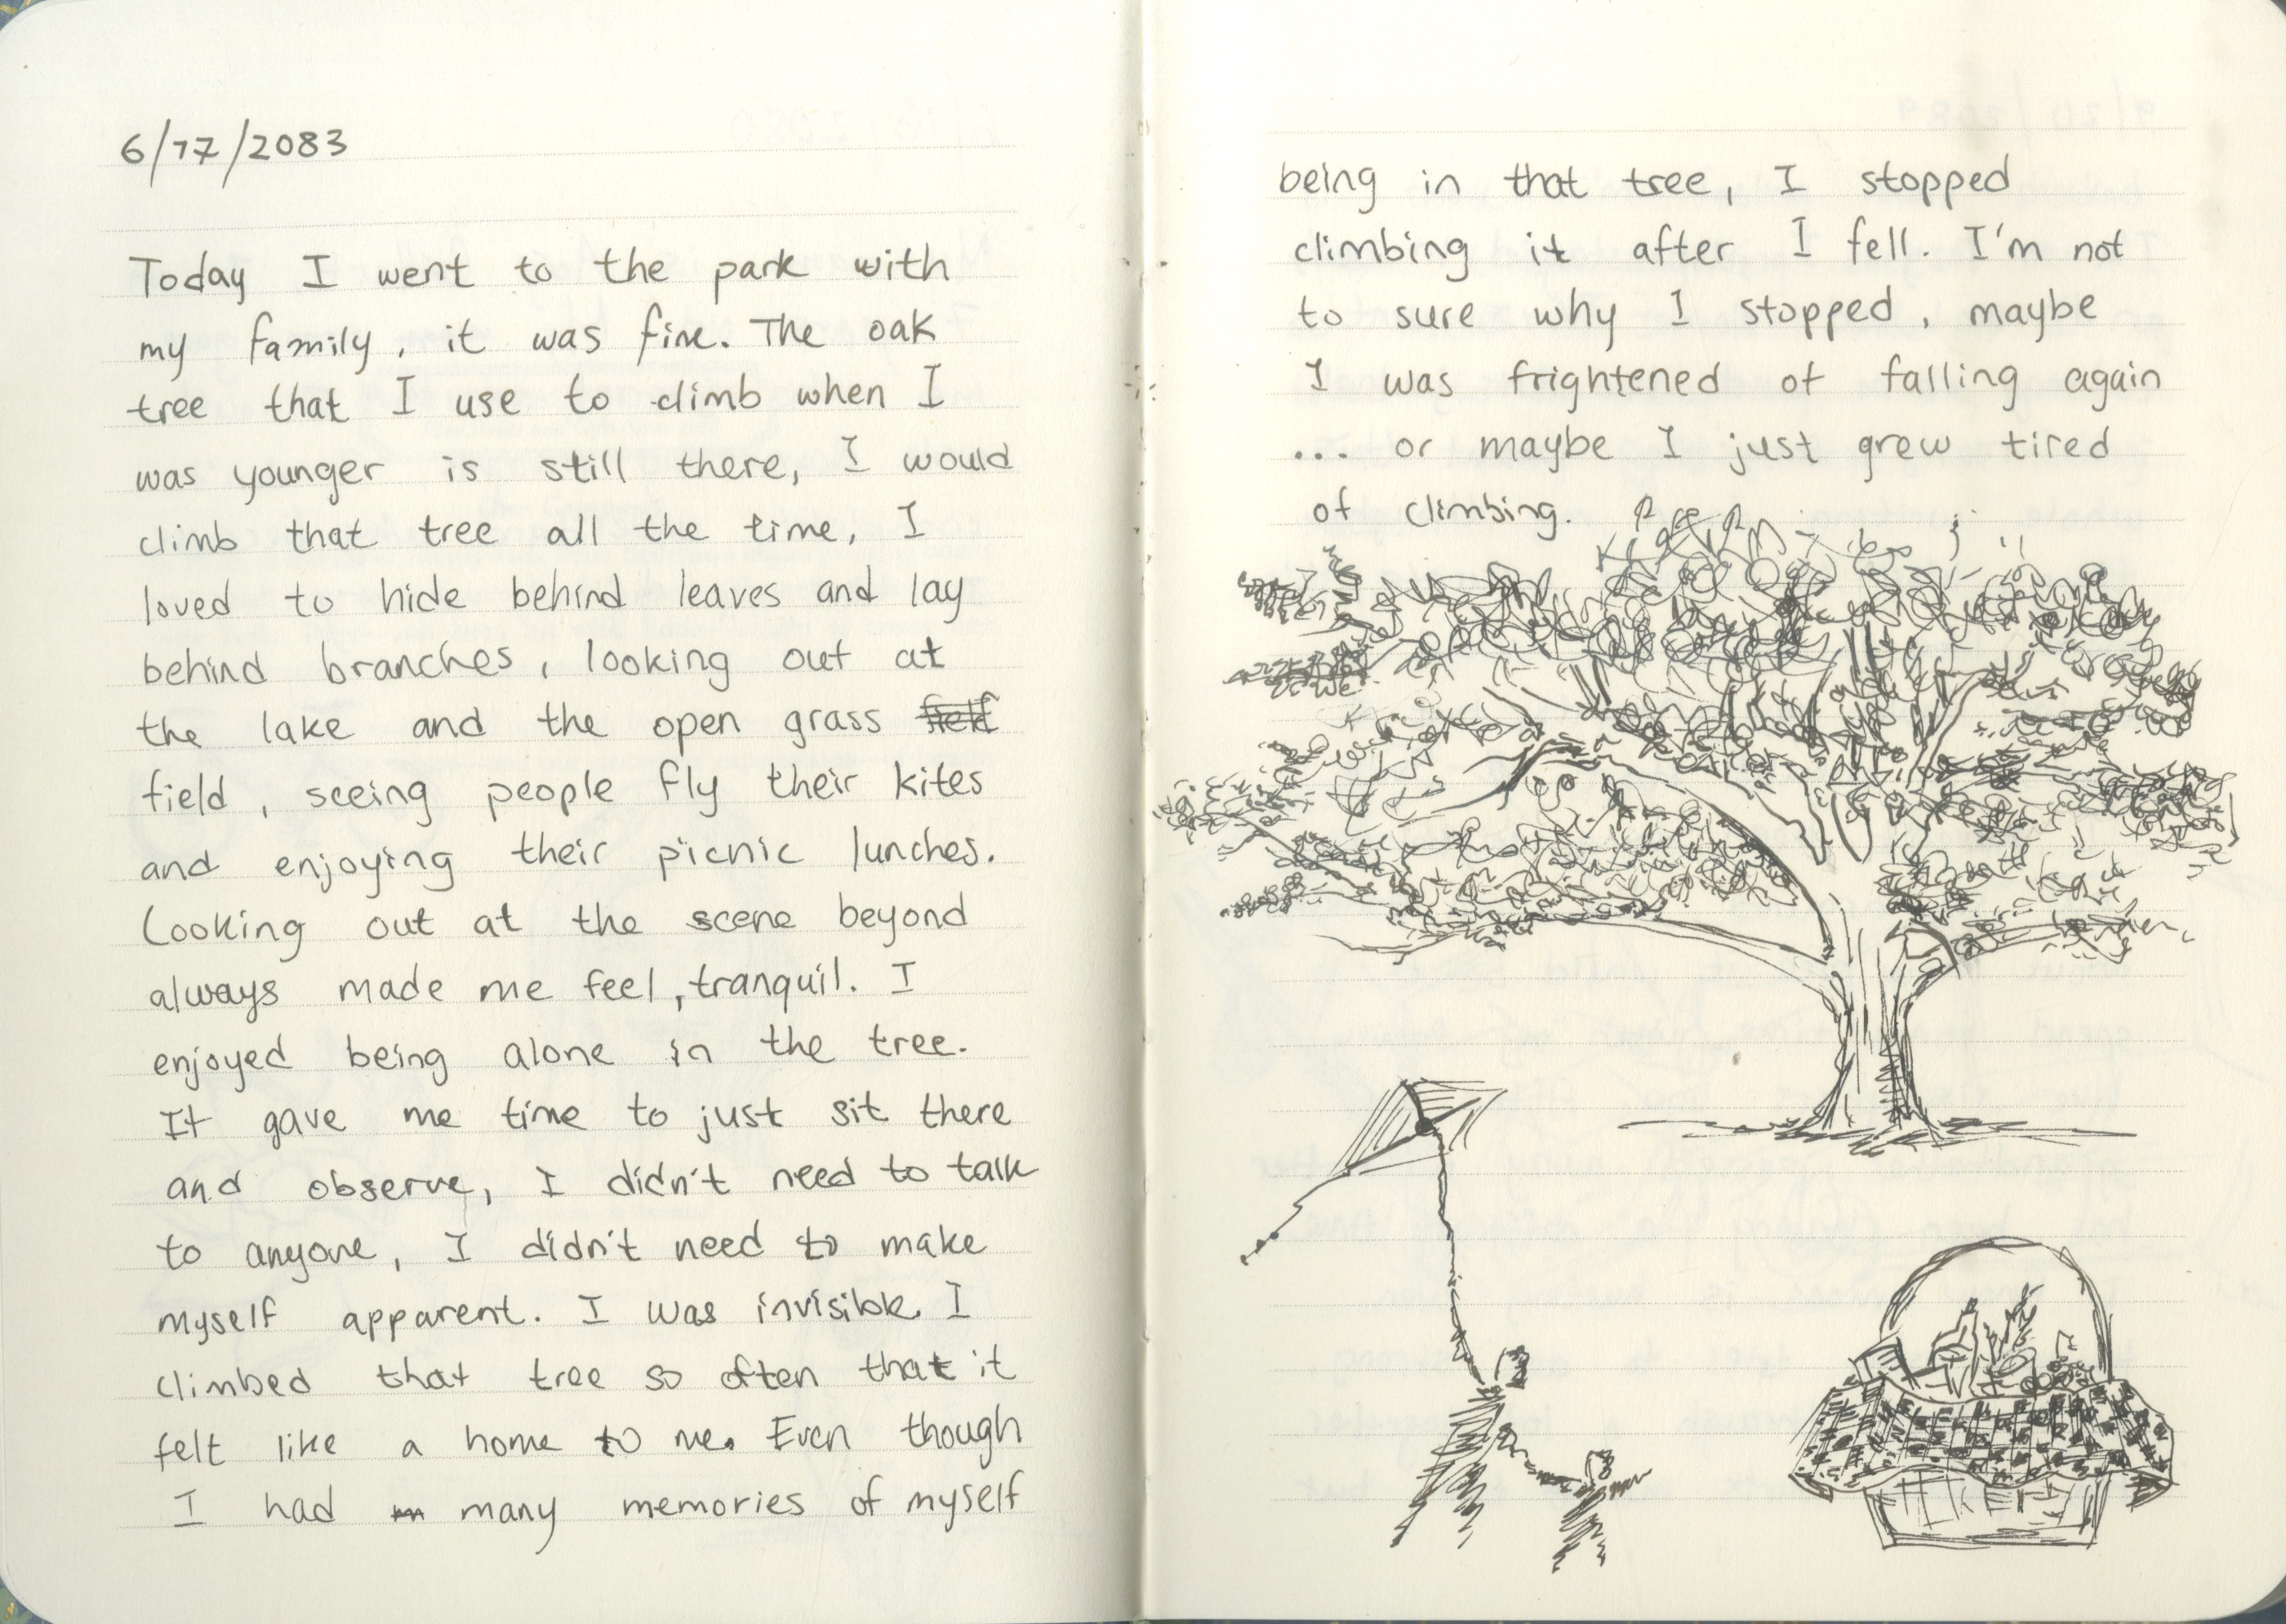 6/17/2083
Today I went to the park with
my family, it was fine. The oak
tree that I use to climb when I
was younger is still there, I would
climb that tree all the time, I
loved to hide behind leaves and lay
behind branches, looking out at
the lake and the open grass field
field, seeing people fly their kites
and enjoying their picnic lunches.
Looking out at the scene beyond
always made me feel, tranquil. I
enjoyed being alone in the tree.
It gave me time to just sit there
and observe, I didn't need to talk
to anyone, I didn't need to make
myself apparent. I was invisible. I
climbed that tree so often that it
felt like a home to me. Even though
I had m many memories of myself
being in that tree, I stopped
climbing it after I fell. I'm not
to sure why I stopped, maybe
I was frightened of falling again
... or maybe I just grew tired
of climbing.